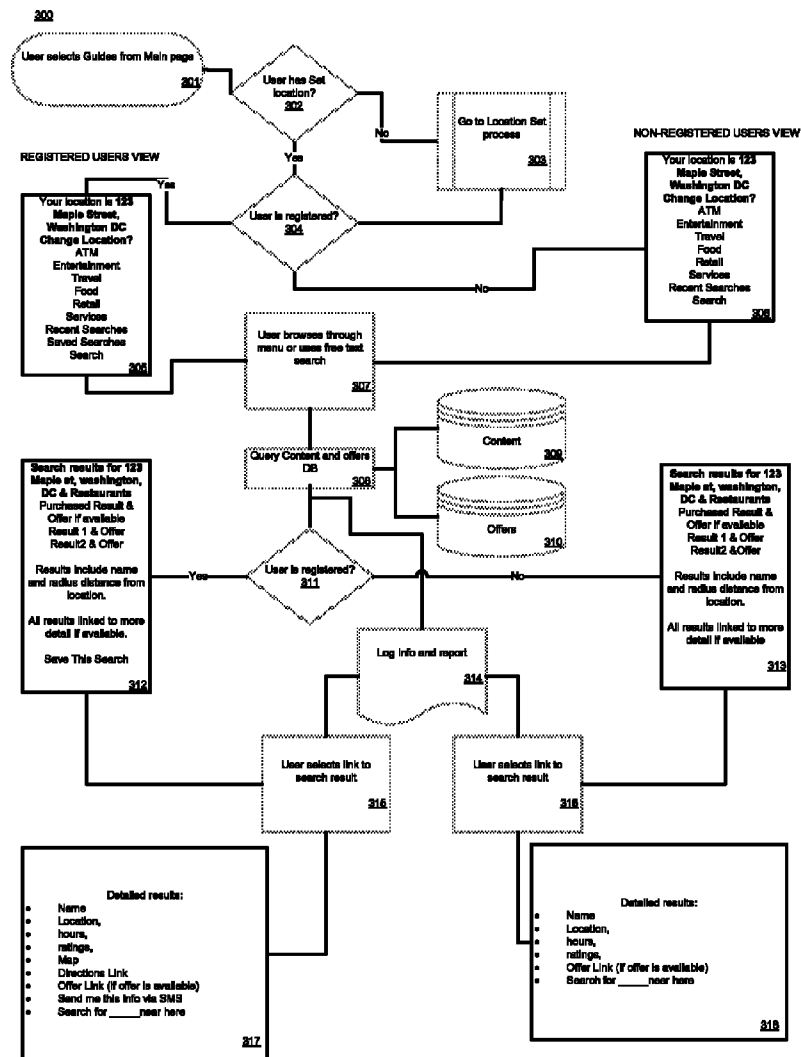 300
User selects Guides from Main page
301
User has Set
location?
302
No
Go to Location Set
process
303
NON-REGISTERED USERS VIEW
REGISTERED USERS VIEW
Yes
Yes
Your location is 123
Maple Street,
Washington DC
Change Location?
ATM
Entertainment
Travel
Food
Retail
Services
Recent Searches
Saved Searches
Search
305
User is registered?
304
No
Your location is 123
Maple Street,
Washington DC
Change Location?
ATM
Entertainment
Travel
Food
Retail
Services
Recent Searches
Search
306
User browses through
menu or uses free text
search
307
Query Content and offers
DB
308
Content
309
Offers
310
Search results for 123
Maple st, washington,
DC & Restaurants
Purchased Result &
Offer if available
Result 1 & Offer
Result2 & Offer
Results include name
and radius distance from
location.
All results linked to more
detail if available.
Save This Search
312
Yes
User is registered?
311
No
Search results for 123
Maple st, washington,
DC & Restaurants
Purchased Result &
Offer if available
Result 1 & Offer
Result2 &Offer
Results include name
and radius distance from
location.
All results linked to more
detail if available
313
Log info and report
314
User selects link to
search result
315
User selects link to
search result
316
Detailed results:
• Name
• Location,
• hours,
• ratings,
• Map
• Directions Link
• Offer Link (if offer is available)
• Send me this info via SMS
• Search for _____near here
317
Detailed results:
• Name
• Location,
• hours,
• ratings,
• Offer Link (if offer is available)
• Search for _____near here
318